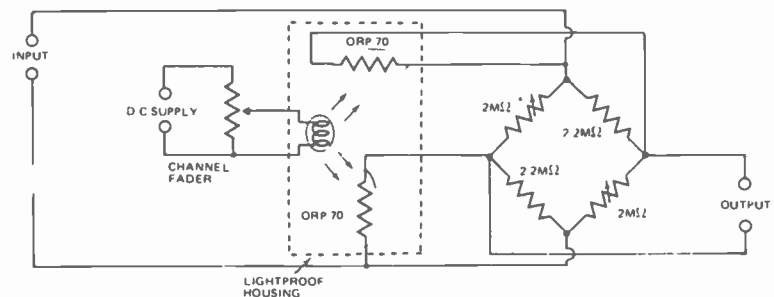 ORP 70
INPUT
D C SUPPLY
CHANNEL
FADER
ORP 70
LIGHTPROOF
HOUSING
2MΩ
2 2MΩ
2 2MΩ
2MΩ
OUTPUT